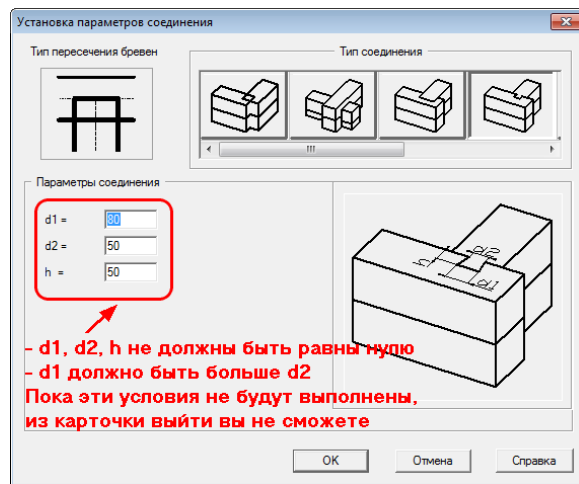 Установка параметров соединения
Тип пересечения бревен
Тип соединения
Параметры соединения
d1 = 80
d2 = 50
h = 50
h
d2
d1
- d1, d2, h не должны быть равны нулю
- d1 должно быть больше d2
Пока эти условия не будут выполнены,
из карточки выйти вы не сможете
OK Отмена Справка